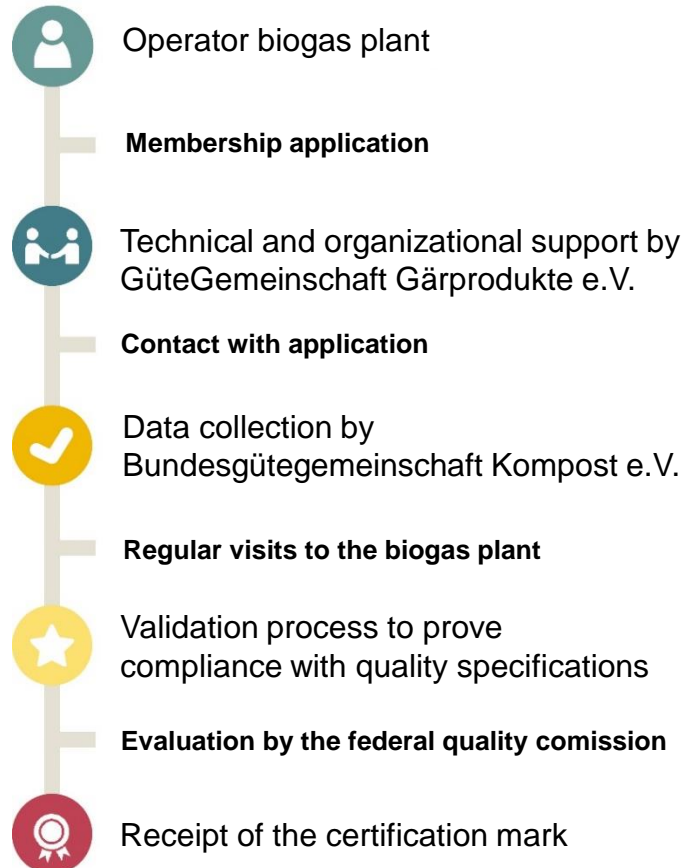 Operator biogas plant
Membership application
Technical and organizational support by
GüteGemeinschaft Gärprodukte e.V.
Contact with application
Data collection by
Bundesgütegemeinschaft Kompost e.V.
Regular visits to the biogas plant
Validation process to prove
compliance with quality specifications
Evaluation by the federal quality comission
Receipt of the certification mark